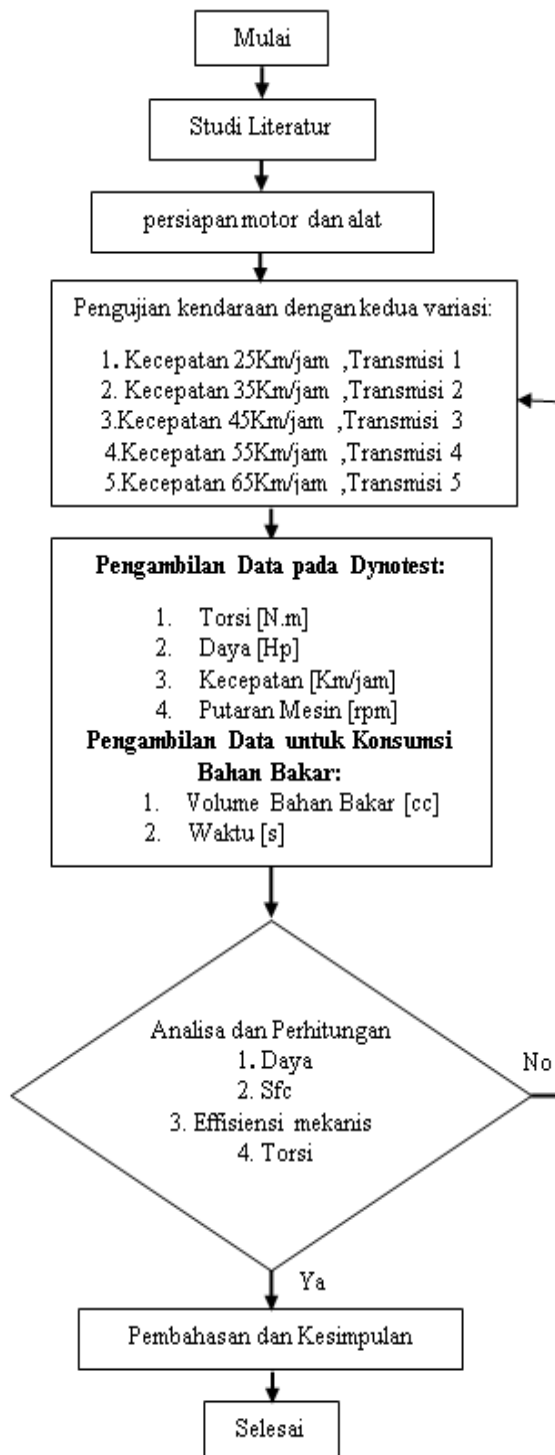 Mulai
Studi Literatur
persiapan motor dan alat
Pengujian kendaraan dengan kedua variasi:
1. Kecepatan 25Km/jam ,Transmisi 1
2. Kecepatan 35Km/jam ,Transmisi 2
3.Kecepatan 45Km/jam ,Transmisi 3
4.Kecepatan 55Km/jam ,Transmisi 4
5.Kecepatan 65Km/jam ,Transmisi 5
Pengambilan Data pada Dynotest:
1. Torsi [N.m]
2. Daya [Hp]
3. Kecepatan [Km/jam]
4. Putaran Mesin [rpm]
Pengambilan Data untuk Konsumsi
Bahan Bakar:
1. Volume Bahan Bakar [cc]
2. Waktu [s]
Analisa dan Perhitungan
1. Daya
2. Sfc
3. Effisiensi mekanis
4. Torsi
No
Ya
Pembahasan dan Kesimpulan
Selesai